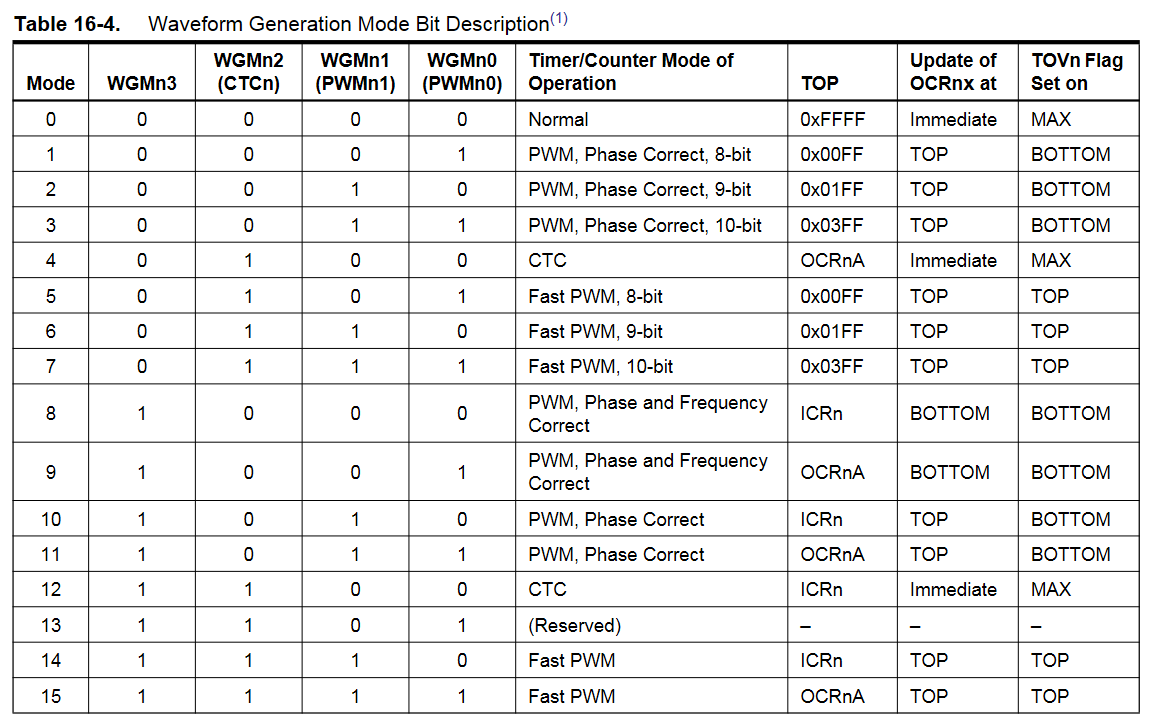 Table 16-4. Waveform Generation Mode Bit Description(1)
Mode WGMn3 WGMn2 (CTCn) WGMn1 (PWMn1) WGMn0 (PWMn0) Timer/Counter Mode of Operation TOP Update of OCRnx at TOVn Flag Set on
0 0 0 0 0 Normal 0xFFFF Immediate MAX
1 0 0 0 1 PWM, Phase Correct, 8-bit 0x00FF TOP BOTTOM
2 0 0 1 0 PWM, Phase Correct, 9-bit 0x01FF TOP BOTTOM
3 0 0 1 1 PWM, Phase Correct, 10-bit 0x03FF TOP BOTTOM
4 0 1 0 0 CTC OCRnA Immediate MAX
5 0 1 0 1 Fast PWM, 8-bit 0x00FF TOP TOP
6 0 1 1 0 Fast PWM, 9-bit 0x01FF TOP TOP
7 0 1 1 1 Fast PWM, 10-bit 0x03FF TOP TOP
8 1 0 0 0 PWM, Phase and Frequency Correct ICRn BOTTOM BOTTOM
9 1 0 0 1 PWM, Phase and Frequency Correct OCRnA BOTTOM BOTTOM
10 1 0 1 0 PWM, Phase Correct ICRn TOP BOTTOM
11 1 0 1 1 PWM, Phase Correct OCRnA TOP BOTTOM
12 1 1 0 0 CTC ICRn Immediate MAX
13 1 1 0 1 (Reserved) – – –
14 1 1 1 0 Fast PWM ICRn TOP TOP
15 1 1 1 1 Fast PWM OCRnA TOP TOP